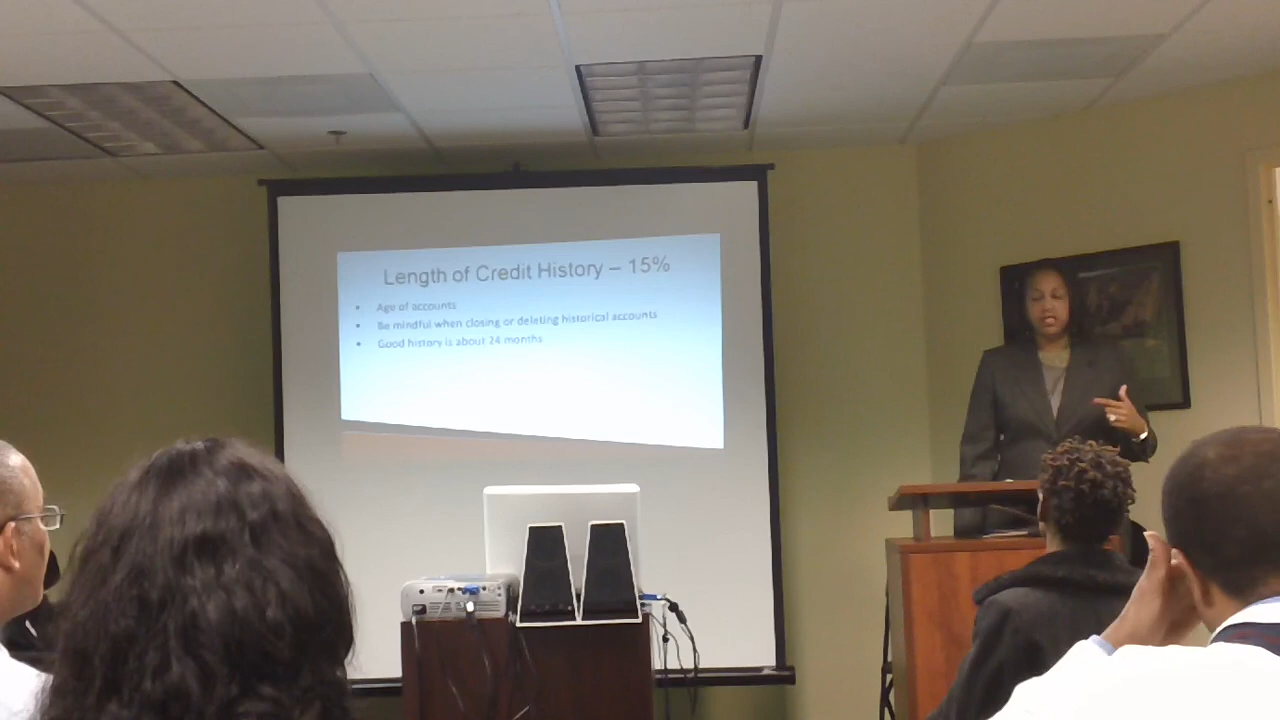 Length of Credit History – 15%
• Age of accounts
• Be mindful when closing or deleting historical accounts
• Good history is about 24 months